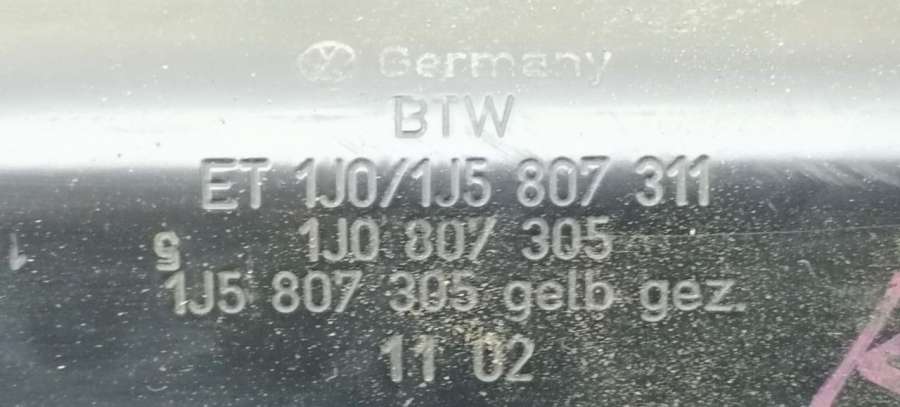 Germany
BTW
ET 1J0/1J5 807 311
1J0 807 305
1J5 807 305 gelb gez.
11 02